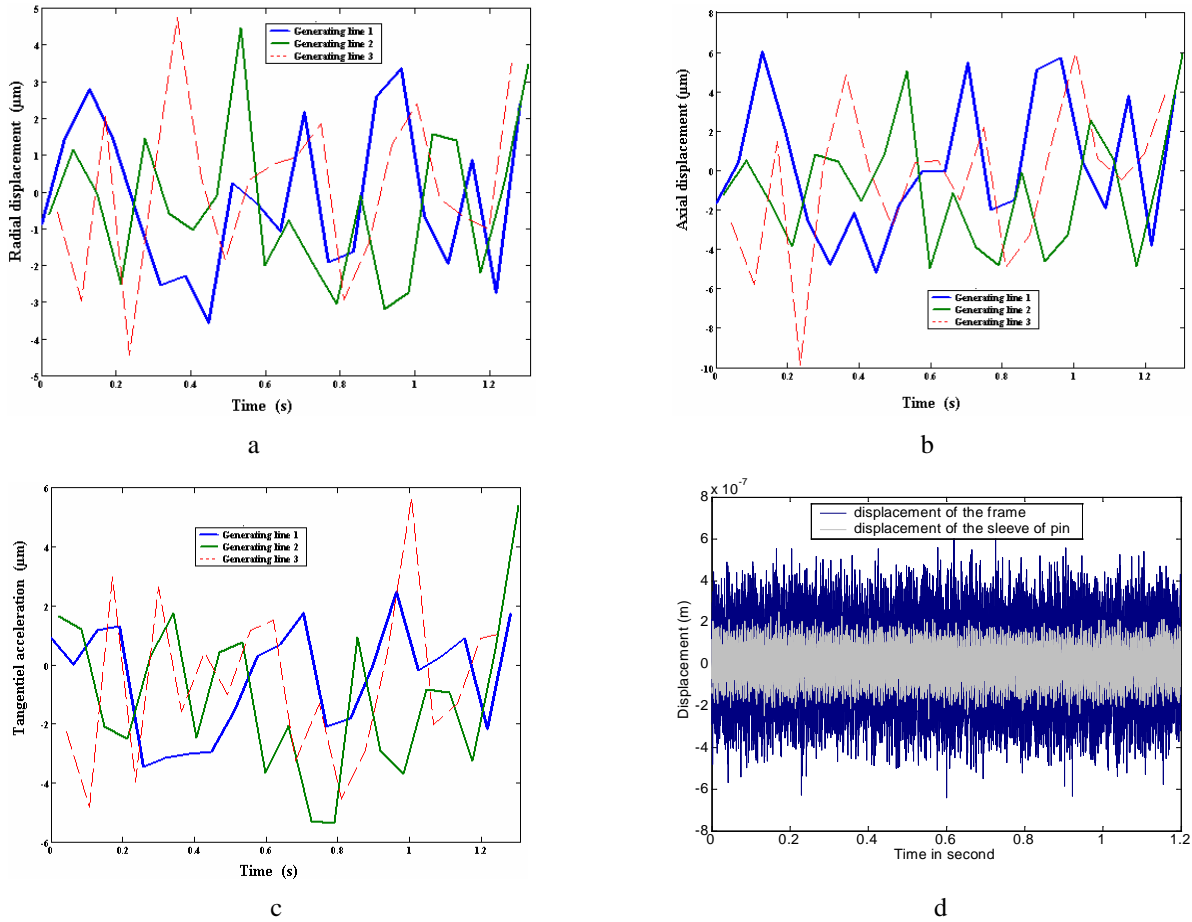 5
4
3
2
1
0
-1
-2
-3
-4
-5
0 0.2 0.4 0.6 0.8 1 1.2
Radial displacement (µm)
Generating line 1
Generating line 2
Generating line 3
Time (s)
a
8
6
4
2
0
-2
-4
-6
-8
-10
0 0.2 0.4 0.6 0.8 1 1.2
Axial displacement (µm)
Generating line 1
Generating line 2
Generating line 3
Time (s)
b
6
4
2
0
-2
-4
-6
0 0.2 0.4 0.6 0.8 1 1.2
Tangentiel acceleration (µm)
Generating line 1
Generating line 2
Generating line 3
Time (s)
c
8 x 10-7
6
4
2
0
-2
-4
-6
-8
0 0.2 0.4 0.6 0.8 1 1.2
Displacement (m)
displacement of the frame
displacement of the sleeve of pin
Time in second
d